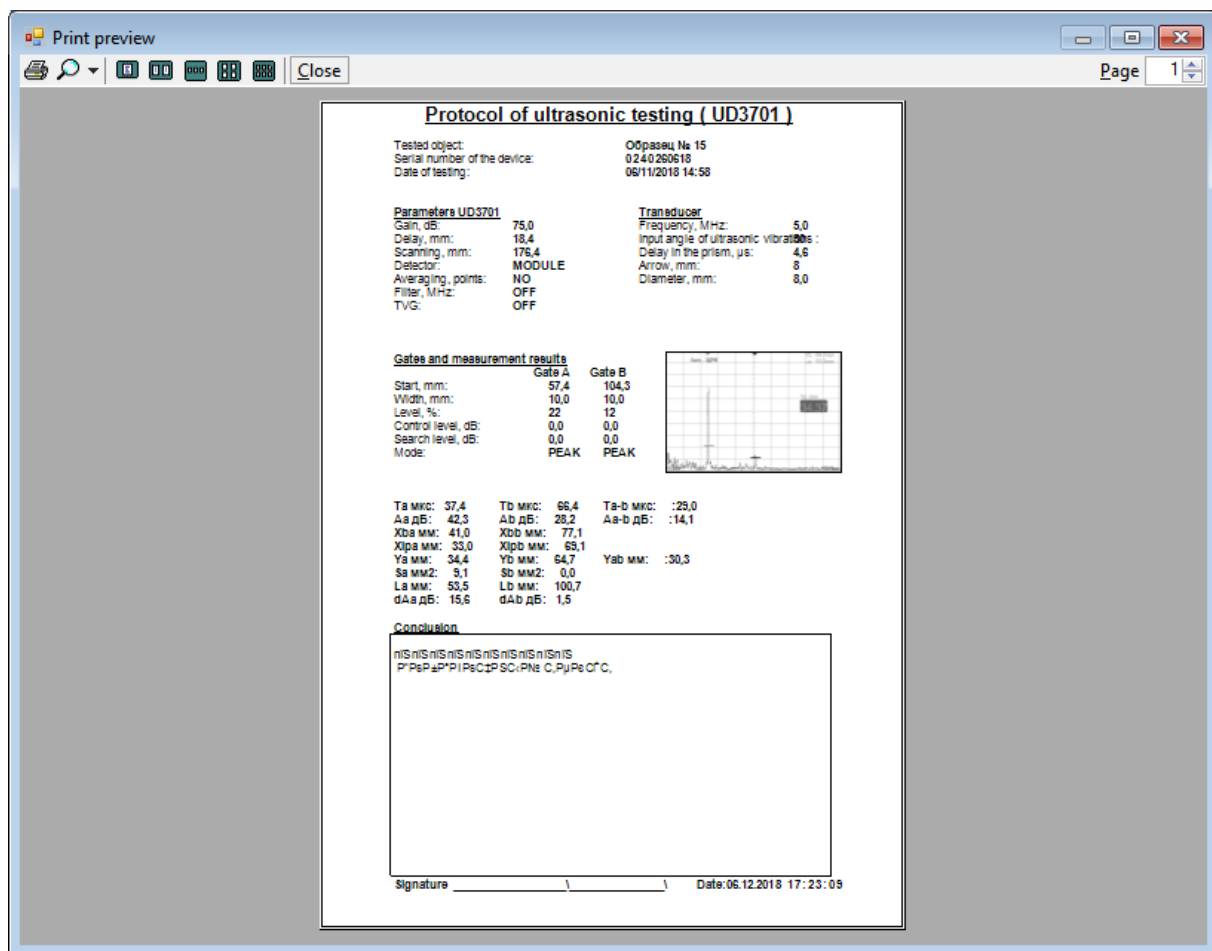 Print preview
Close Page 1
Protocol of ultrasonic testing ( UD3701 )
Tested object: Образец № 15
Serial number of the device: 0240260618
Date of testing: 06/11/2018 14:58
Parameters UD3701 Transducer
Gain, dB: 75,0 Frequency, MHz: 5,0
Delay, mm: 18,4 Input angle of ultrasonic vibrations :
Scanning, mm: 176,4 Delay in the prism, µs: 4,6
Detector: MODULE Arrow, mm: 8
Averaging, points: NO Diameter, mm: 8,0
Filter, MHz: OFF
TVG: OFF
Gates and measurement results
Gate A Gate B
Start, mm: 57,4 104,3
Width, mm: 10,0 10,0
Level, %: 22 12
Control level, dB: 0,0 0,0
Search level, dB: 0,0 0,0
Mode: PEAK PEAK
Ta мкс: 37,4 Tb мкс: 66,4 Ta-b мкс: :29,0
Aa дБ: 42,3 Ab дБ: 28,2 Aa-b дБ: :14,1
Xba мм: 41,0 Xbb мм: 77,1
Xlpa мм: 33,0 Xlpb мм: 69,1
Ya мм: 34,4 Yb мм: 64,7 Yab мм: :30,3
Sa мм2: 9,1 Sb мм2: 0,0
La мм: 53,5 Lb мм: 100,7
dAa дБ: 15,6 dAb дБ: 1,5
Conclusion
Signature ________________\______________\ Date:06.12.2018 17:23:09